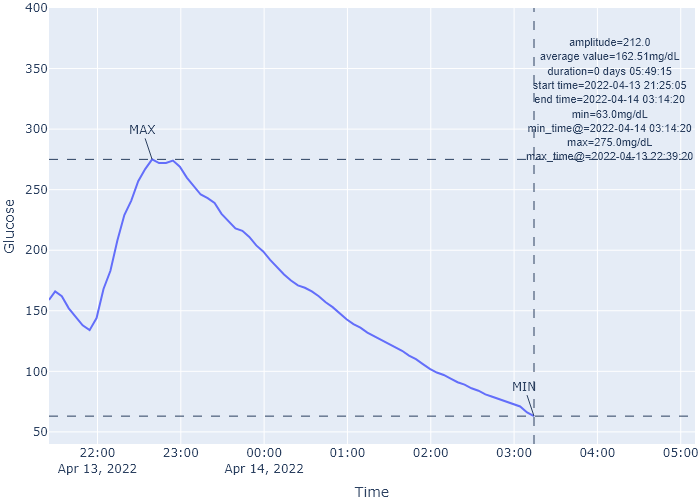 400
350
300
250
200
150
100
50
Glucose
MAX
MIN
amplitude=212.0
average value=162.51mg/dL
duration=0 days 05:49:15
start time=2022-04-13 21:25:05
end time=2022-04-14 03:14:20
min=63.0mg/dL
min_time@=2022-04-14 03:14:20
max=275.0mg/dL
max_time@=2022-04-13 22:39:20
22:00 23:00 00:00 01:00 02:00 03:00 04:00 05:00
Apr 13, 2022 Apr 14, 2022
Time